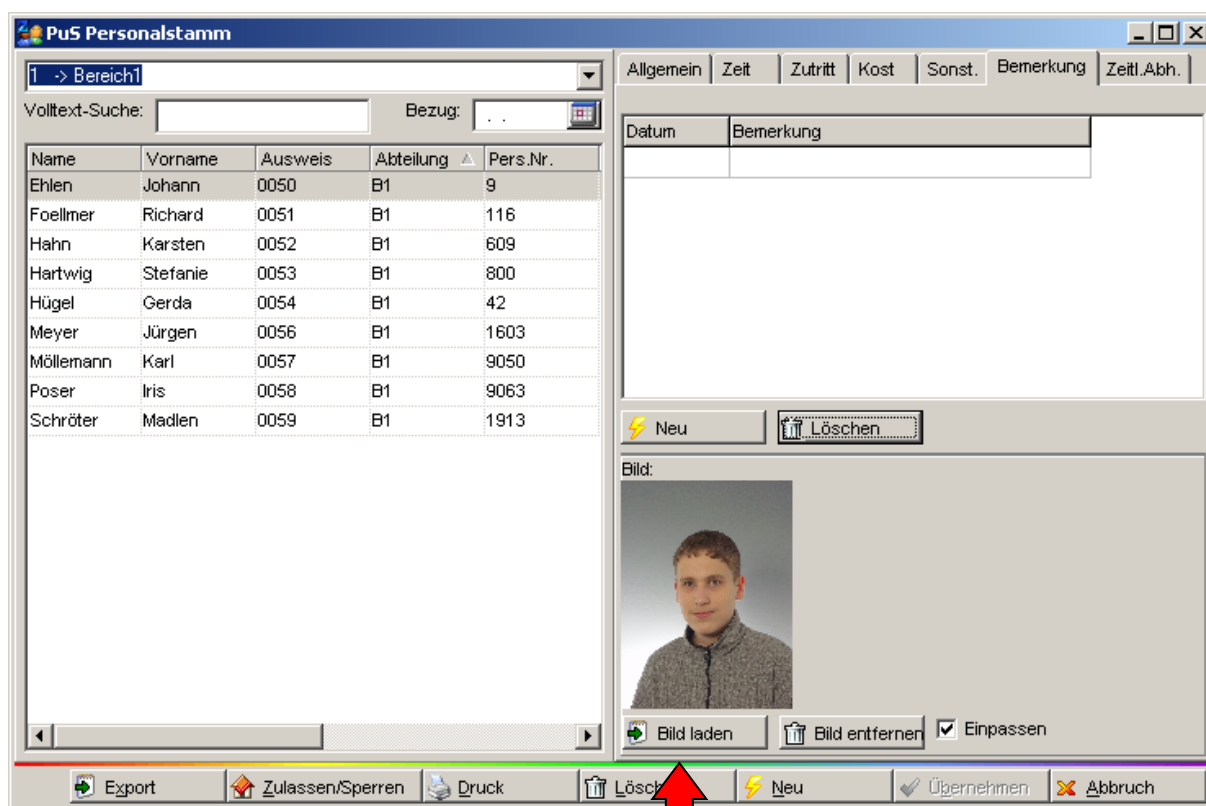 PuS Personalstamm
1 -> Bereich1
Volltext-Suche: Bezug: . .
Name Vorname Ausweis Abteilung Pers.Nr.
Ehlen Johann 0050 B1 9
Foellmer Richard 0051 B1 116
Hahn Karsten 0052 B1 609
Hartwig Stefanie 0053 B1 800
Hügel Gerda 0054 B1 42
Meyer Jürgen 0056 B1 1603
Möllemann Karl 0057 B1 9050
Poser Iris 0058 B1 9063
Schröter Madlen 0059 B1 1913
Allgemein Zeit Zutritt Kost Sonst. Bemerkung Zeitl.Abh.
Datum Bemerkung
Neu Löschen
Bild:
Bild laden Bild entfernen Einpassen
Export Zulassen/Sperren Druck Lösch Neu Übernehmen Abbruch